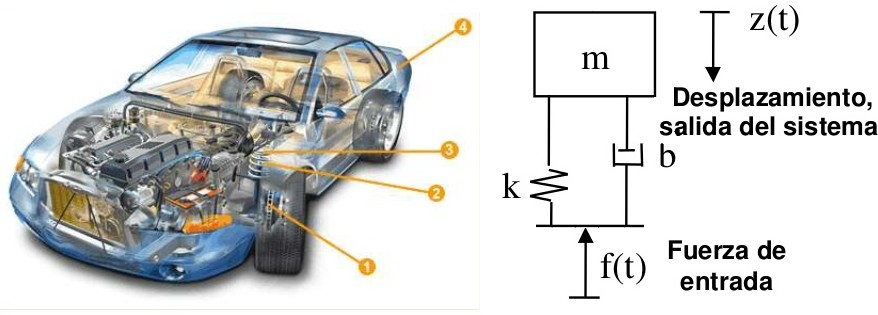 4
3
2
1
m
z(t)
Desplazamiento,
salida del sistema
k
b
f(t)
Fuerza de
entrada